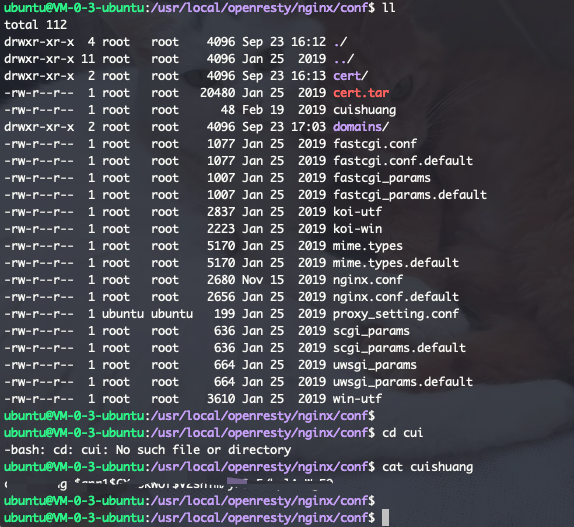 ubuntu@VM-0-3-ubuntu:/usr/local/openresty/nginx/conf$ ll
total 112
drwxr-xr-x  4 root   root    4096 Sep 23 16:12 ./
drwxr-xr-x 11 root   root    4096 Jan 25  2019 ../
drwxr-xr-x  2 root   root    4096 Sep 23 16:13 cert/
-rw-r--r--  1 root   root   20480 Jan 25  2019 cert.tar
-rw-r--r--  1 root   root      48 Feb 19  2019 cuishuang
drwxr-xr-x  2 root   root    4096 Sep 23 17:03 domains/
-rw-r--r--  1 root   root    1077 Jan 25  2019 fastcgi.conf
-rw-r--r--  1 root   root    1077 Jan 25  2019 fastcgi.conf.default
-rw-r--r--  1 root   root    1007 Jan 25  2019 fastcgi_params
-rw-r--r--  1 root   root    1007 Jan 25  2019 fastcgi_params.default
-rw-r--r--  1 root   root    2837 Jan 25  2019 koi-utf
-rw-r--r--  1 root   root    2223 Jan 25  2019 koi-win
-rw-r--r--  1 root   root    5170 Jan 25  2019 mime.types
-rw-r--r--  1 root   root    5170 Jan 25  2019 mime.types.default
-rw-r--r--  1 root   root    2680 Nov 15  2019 nginx.conf
-rw-r--r--  1 root   root    2656 Jan 25  2019 nginx.conf.default
-rw-r--r--  1 ubuntu ubuntu   199 Jan 25  2019 proxy_setting.conf
-rw-r--r--  1 root   root     636 Jan 25  2019 scgi_params
-rw-r--r--  1 root   root     636 Jan 25  2019 scgi_params.default
-rw-r--r--  1 root   root     664 Jan 25  2019 uwsgi_params
-rw-r--r--  1 root   root     664 Jan 25  2019 uwsgi_params.default
-rw-r--r--  1 root   root    3610 Jan 25  2019 win-utf
ubuntu@VM-0-3-ubuntu:/usr/local/openresty/nginx/conf$
ubuntu@VM-0-3-ubuntu:/usr/local/openresty/nginx/conf$ cd cui
-bash: cd: cui: No such file or directory
ubuntu@VM-0-3-ubuntu:/usr/local/openresty/nginx/conf$ cat cuishuang
ubuntu@VM-0-3-ubuntu:/usr/local/openresty/nginx/conf$
ubuntu@VM-0-3-ubuntu:/usr/local/openresty/nginx/conf$